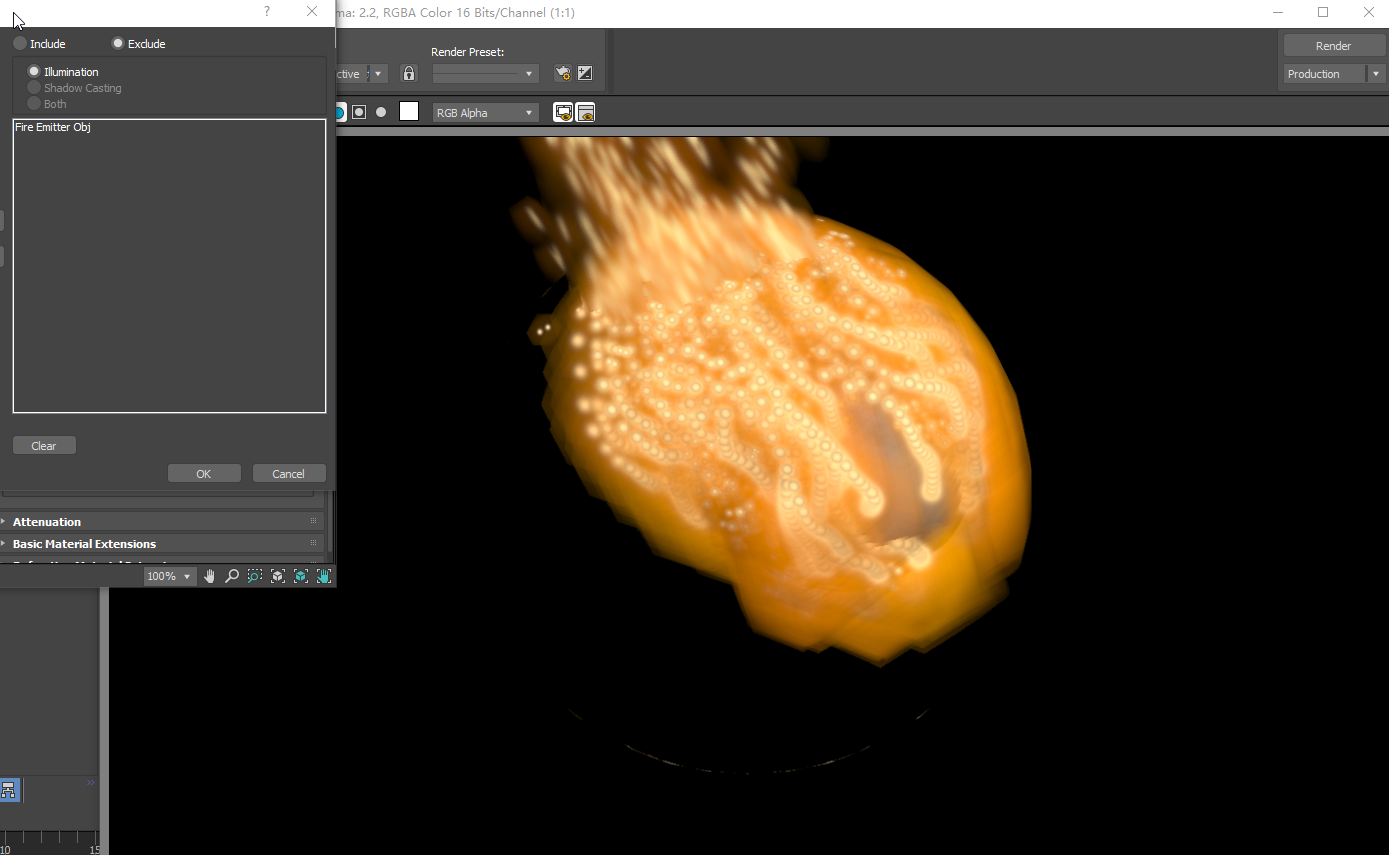 ?
ma: 2.2, RGBA Color 16 Bits/Channel (1:1)
Include
Exclude
Illumination
Shadow Casting
Both
Fire Emitter Obj
Clear
OK
Cancel
Render Preset:
ctive
RGB Alpha
Render
Production
Attenuation
Basic Material Extensions
100%
10
15